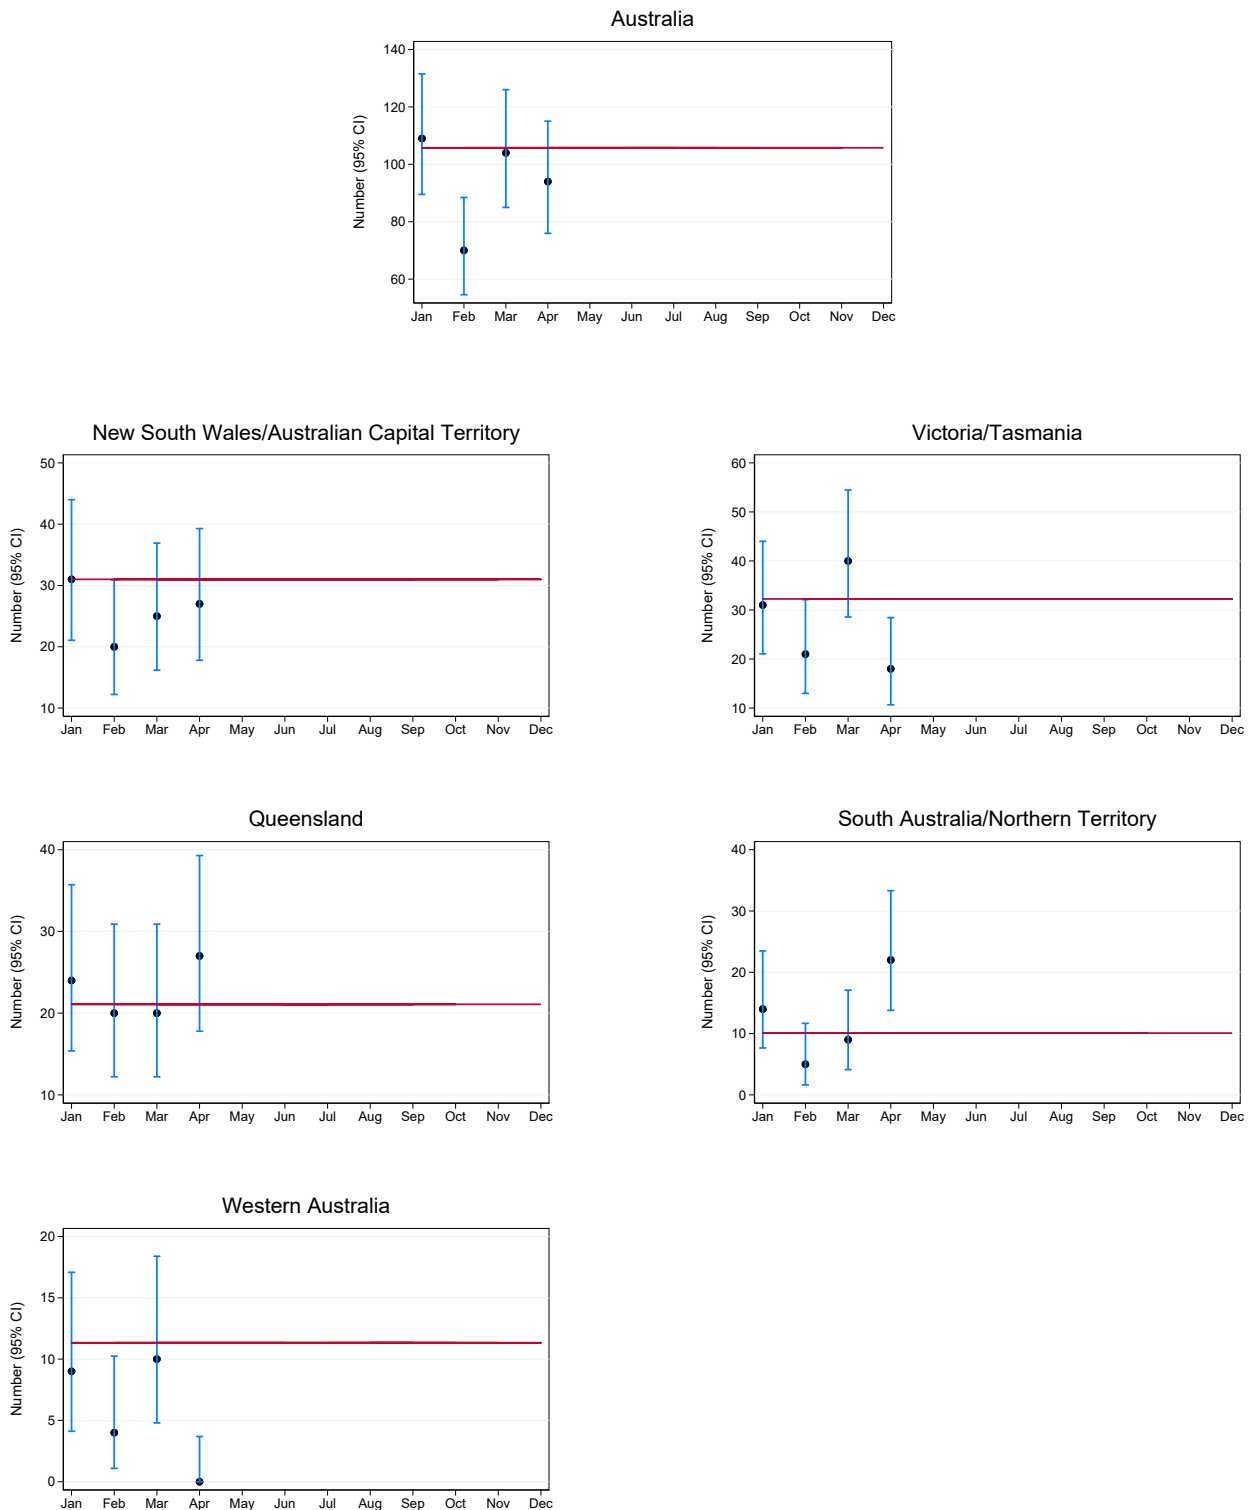 Australia
Number (95% CI)
140
120
100
80
60
Jan Feb Mar Apr May Jun Jul Aug Sep Oct Nov Dec
New South Wales/Australian Capital Territory
Number (95% CI)
50
40
30
20
10
Jan Feb Mar Apr May Jun Jul Aug Sep Oct Nov Dec
Victoria/Tasmania
Number (95% CI)
60
50
40
30
20
10
Jan Feb Mar Apr May Jun Jul Aug Sep Oct Nov Dec
Queensland
Number (95% CI)
40
30
20
10
Jan Feb Mar Apr May Jun Jul Aug Sep Oct Nov Dec
South Australia/Northern Territory
Number (95% CI)
40
30
20
10
0
Jan Feb Mar Apr May Jun Jul Aug Sep Oct Nov Dec
Western Australia
Number (95% CI)
20
15
10
5
0
Jan Feb Mar Apr May Jun Jul Aug Sep Oct Nov Dec